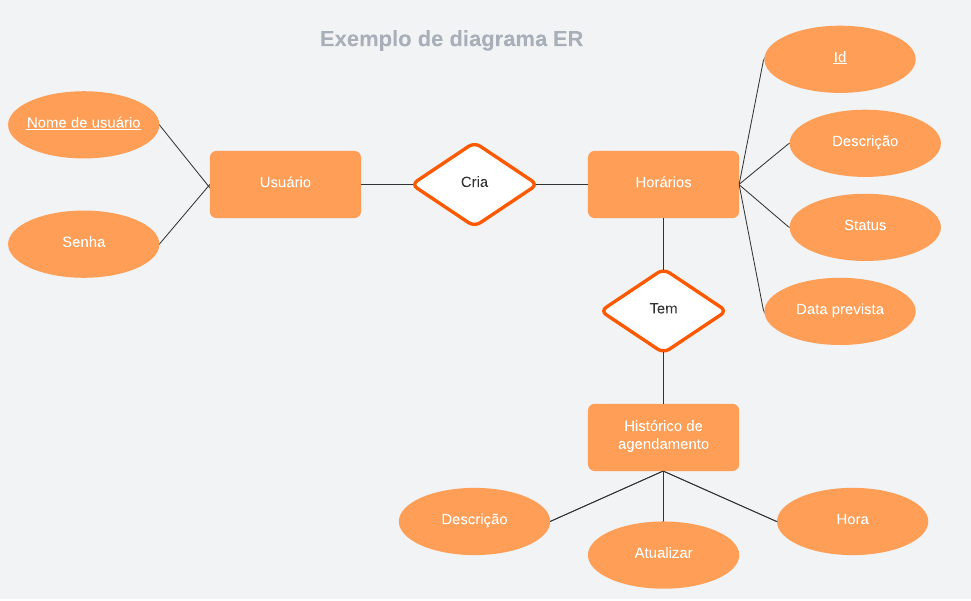 Exemplo de diagrama ER
Id
Nome de usuário
Descrição
Usuário
Cria
Horários
Status
Senha
Tem
Data prevista
Histórico de
agendamento
Descrição
Atualizar
Hora